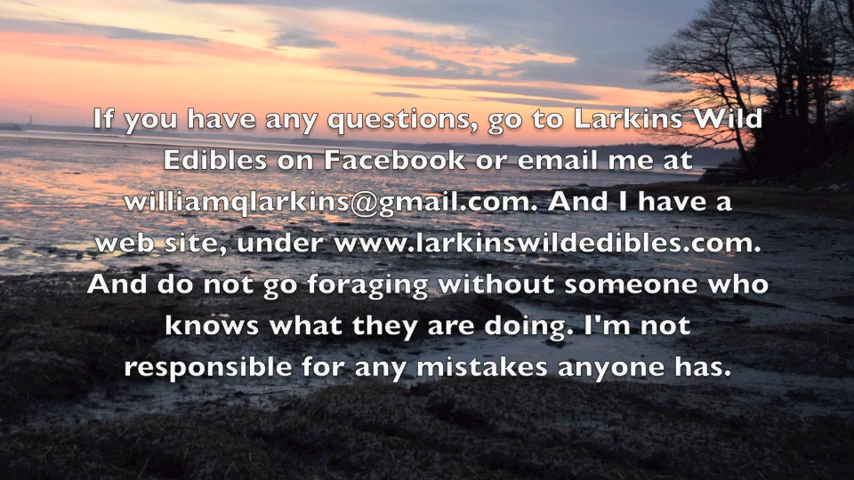 If you have any questions, go to Larkins Wild
Edibles on Facebook or email me at
williamqlarkins@gmail.com. And I have a
web site, under www.larkinswildedibles.com.
And do not go foraging without someone who
knows what they are doing. I'm not
responsible for any mistakes anyone has.